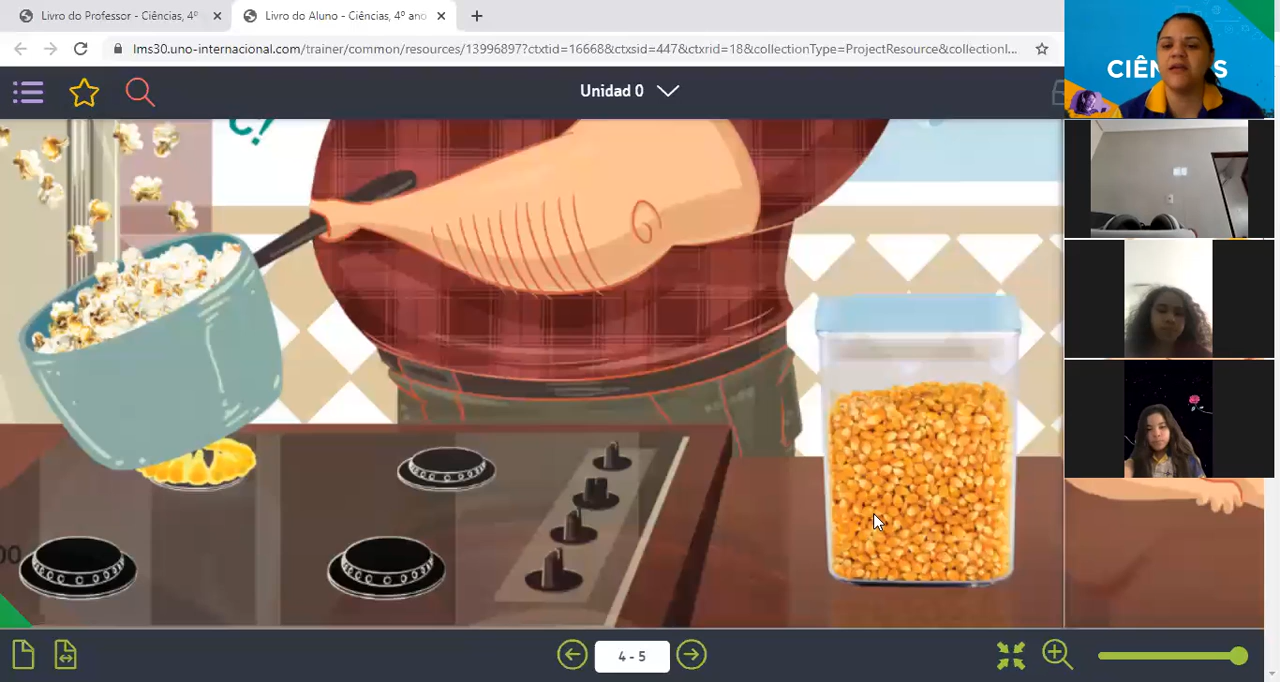 Livro do Professor - Ciências, 4º
Livro do Aluno - Ciências, 4º ano
lms30.uno-internacional.com/trainer/common/resources/13996897?ctxtid=16668&ctxsid=447&ctxrid=18&collectionType=ProjectResource&collectionI...
Unidad 0
4 - 5